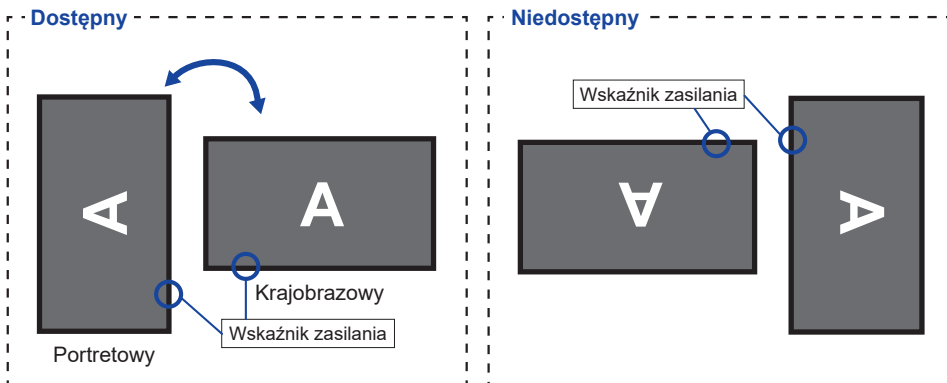 Dostępny
A
A
Krajobrazowy
Wskaźnik zasilania
Portretowy
Niedostępny
Wskaźnik zasilania
A
A